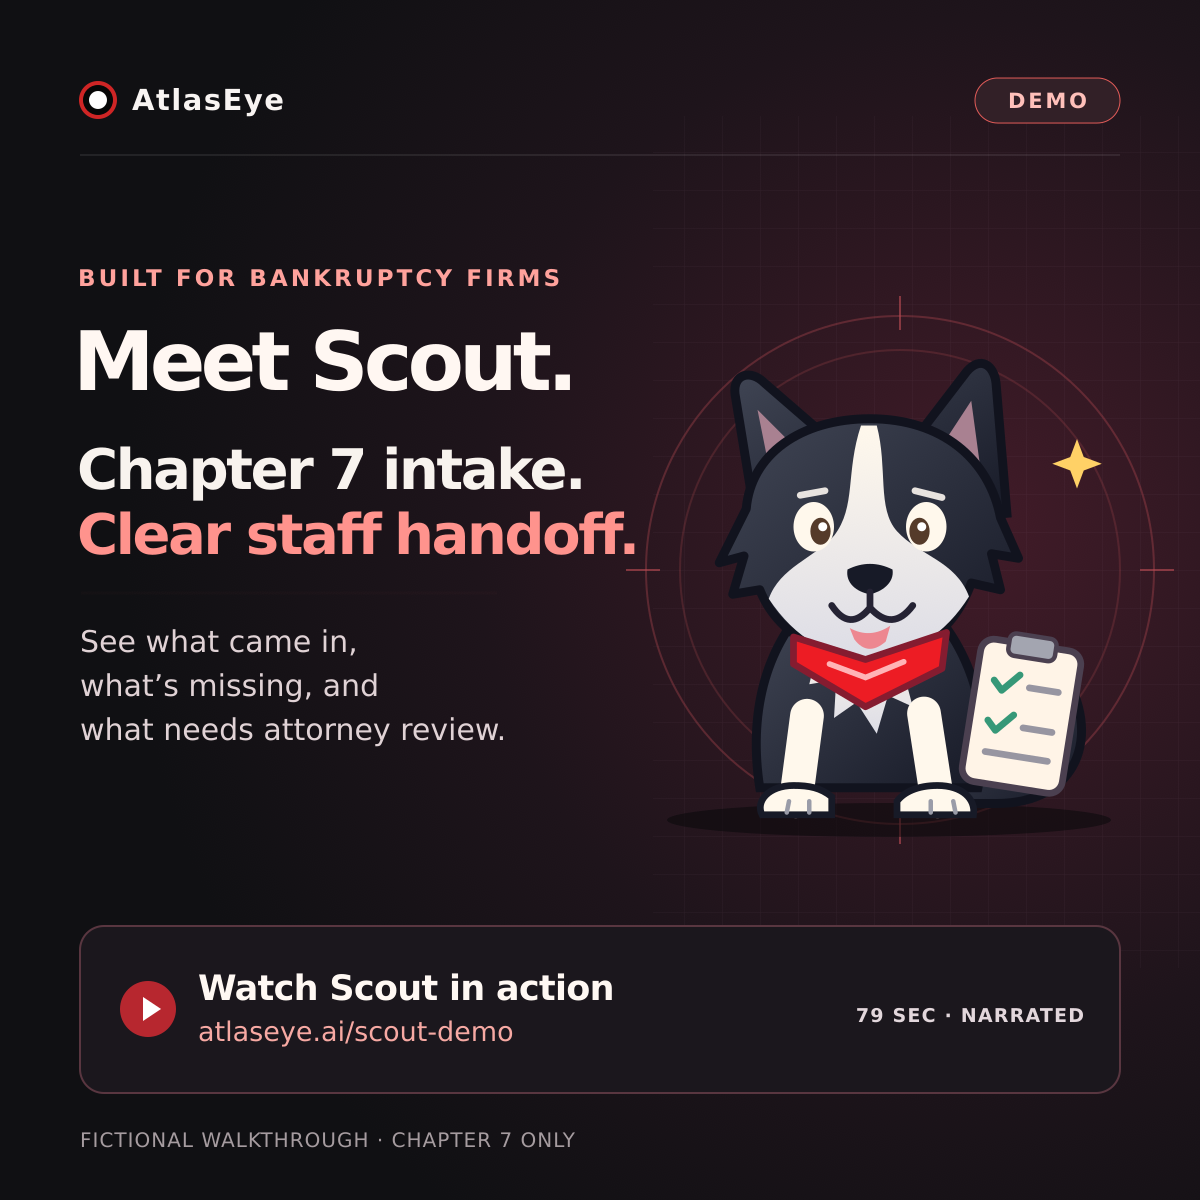 AtlasEye
DEMO
BUILT FOR BANKRUPTCY FIRMS
Meet Scout.
Chapter 7 intake.
Clear staff handoff.
See what came in,
what’s missing, and
what needs attorney review.
Watch Scout in action
atlaseye.ai/scout-demo
79 SEC · NARRATED
FICTIONAL WALKTHROUGH · CHAPTER 7 ONLY